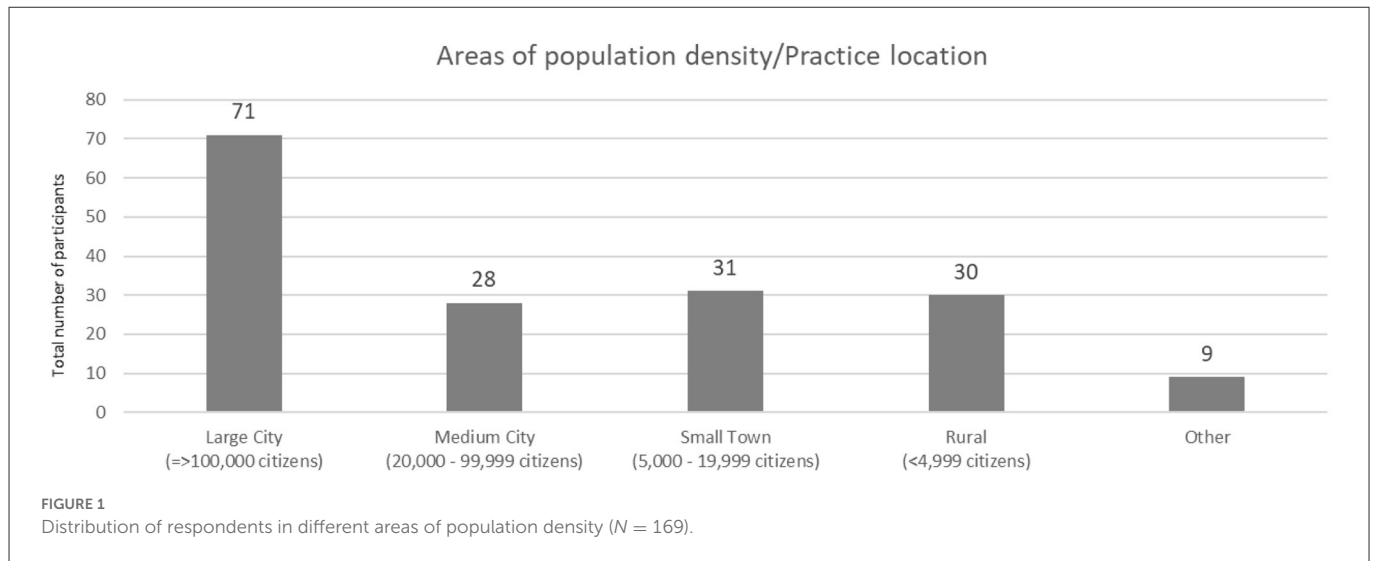 Areas of population density/Practice location
Total number of participants
80
70
60
50
40
30
20
10
0
71
28
31
30
9
Large City
(=>100,000 citizens)
Medium City
(20,000 - 99,999 citizens)
Small Town
(5,000 - 19,999 citizens)
Rural
(<4,999 citizens)
Other
FIGURE 1
Distribution of respondents in different areas of population density (N = 169).